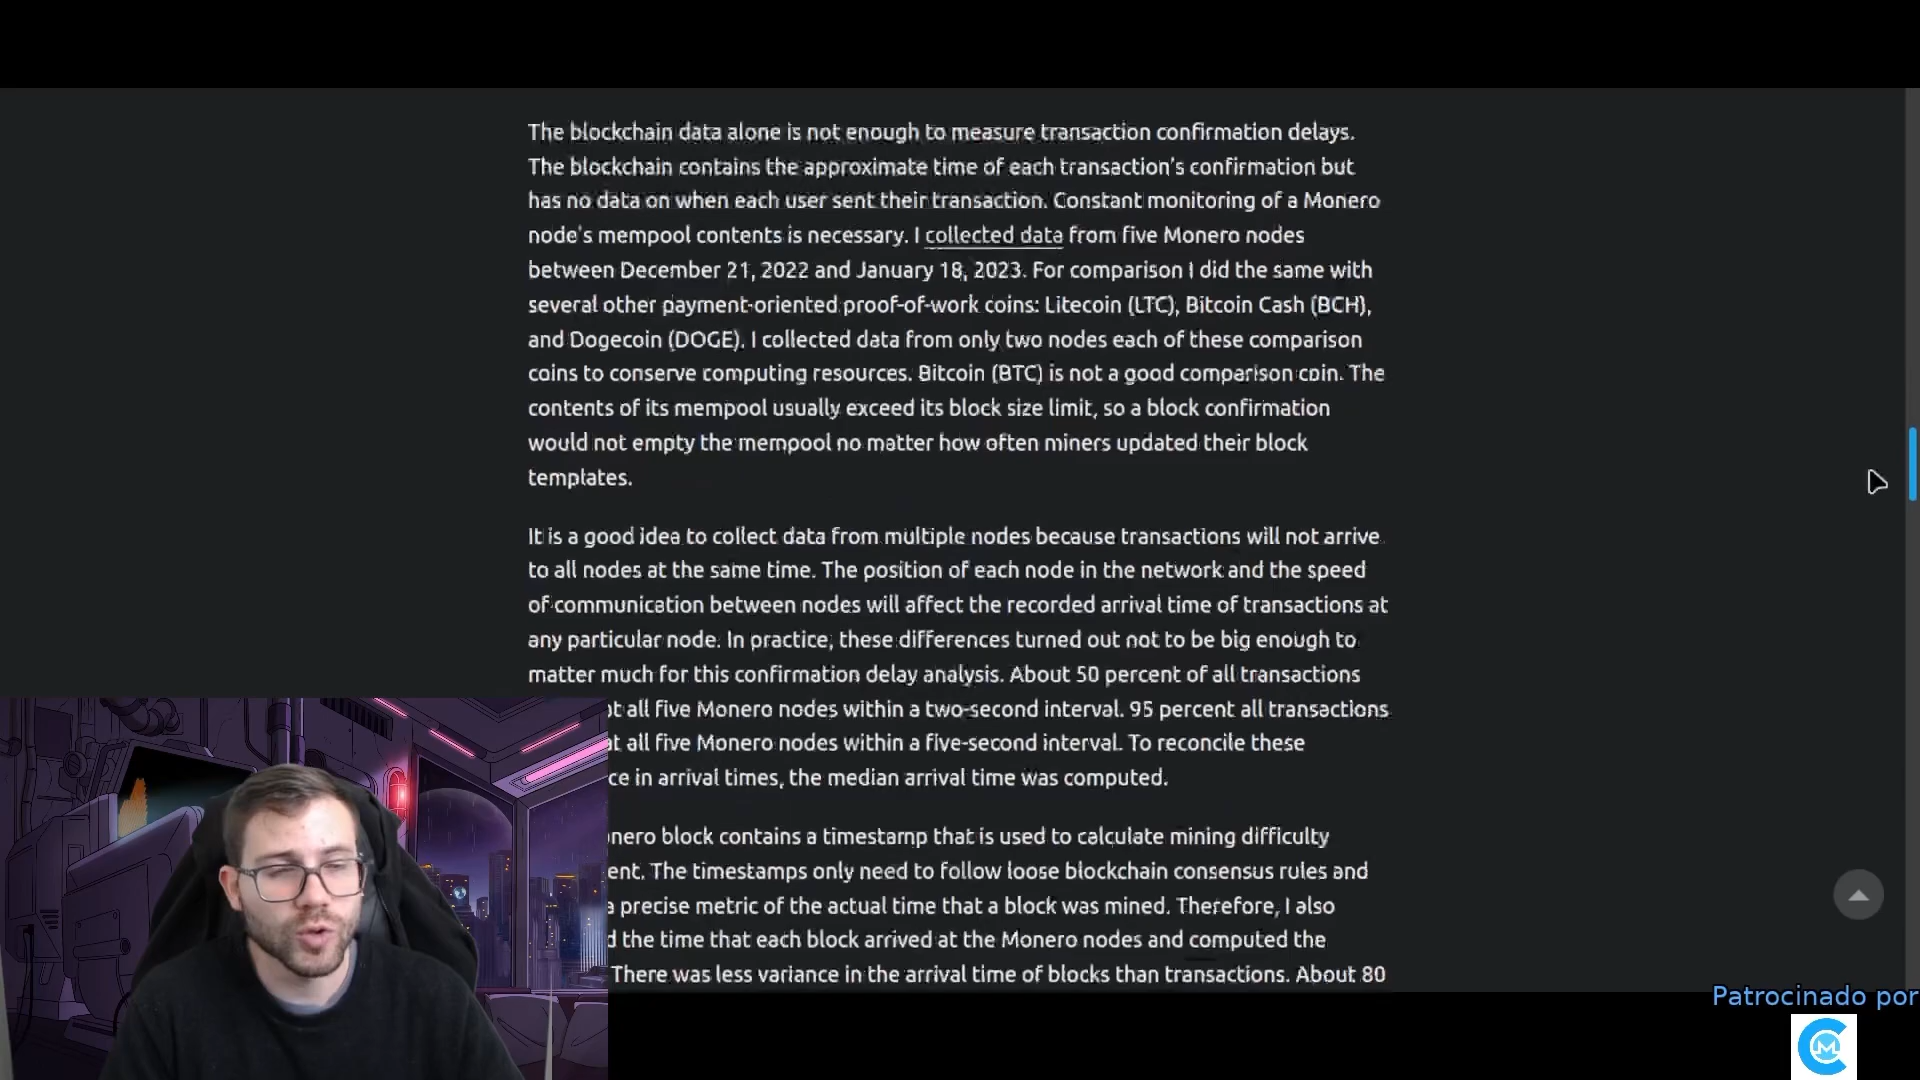 The blockchain data alone is not enough to measure transaction confirmation delays.
The blockchain contains the approximate time of each transaction's confirmation but
has no data on when each user sent their transaction. Constant monitoring of a Monero
node's mempool contents is necessary. I collected data from five Monero nodes
between December 21, 2022 and January 18, 2023. For comparison I did the same with
several other payment-oriented proof-of-work coins: Litecoin (LTC), Bitcoin Cash (BCH),
and Dogecoin (DOGE). I collected data from only two nodes each of these comparison
coins to conserve computing resources. Bitcoin (BTC) is not a good comparison coin. The
contents of its mempool usually exceed its block size limit, so a block confirmation
would not empty the mempool no matter how often miners updated their block
templates.
It is a good idea to collect data from multiple nodes because transactions will not arrive
to all nodes at the same time. The position of each node in the network and the speed
of communication between nodes will affect the recorded arrival time of transactions at
any particular node. In practice, these differences turned out not to be big enough to
matter much for this confirmation delay analysis. About 50 percent of all transactions
all five Monero nodes within a two-second interval. 95 percent all transactions
at all five Monero nodes within a five-second interval. To reconcile these
ce in arrival times, the median arrival time was computed.
onero block contains a timestamp that is used to calculate mining difficulty
ent. The timestamps only need to follow loose blockchain consensus rules and
a precise metric of the actual time that a block was mined. Therefore, I also
d the time that each block arrived at the Monero nodes and computed the
There was less variance in the arrival time of blocks than transactions. About 80
Patrocinado por